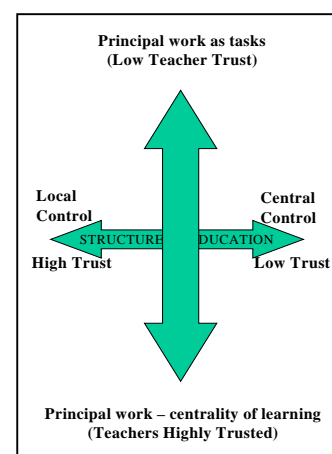 Principal work as tasks
(Low Teacher Trust)
Local
Control
Central
Control
STRUCTURE DUCATION
High Trust
Low Trust
Principal work – centrality of learning
(Teachers Highly Trusted)